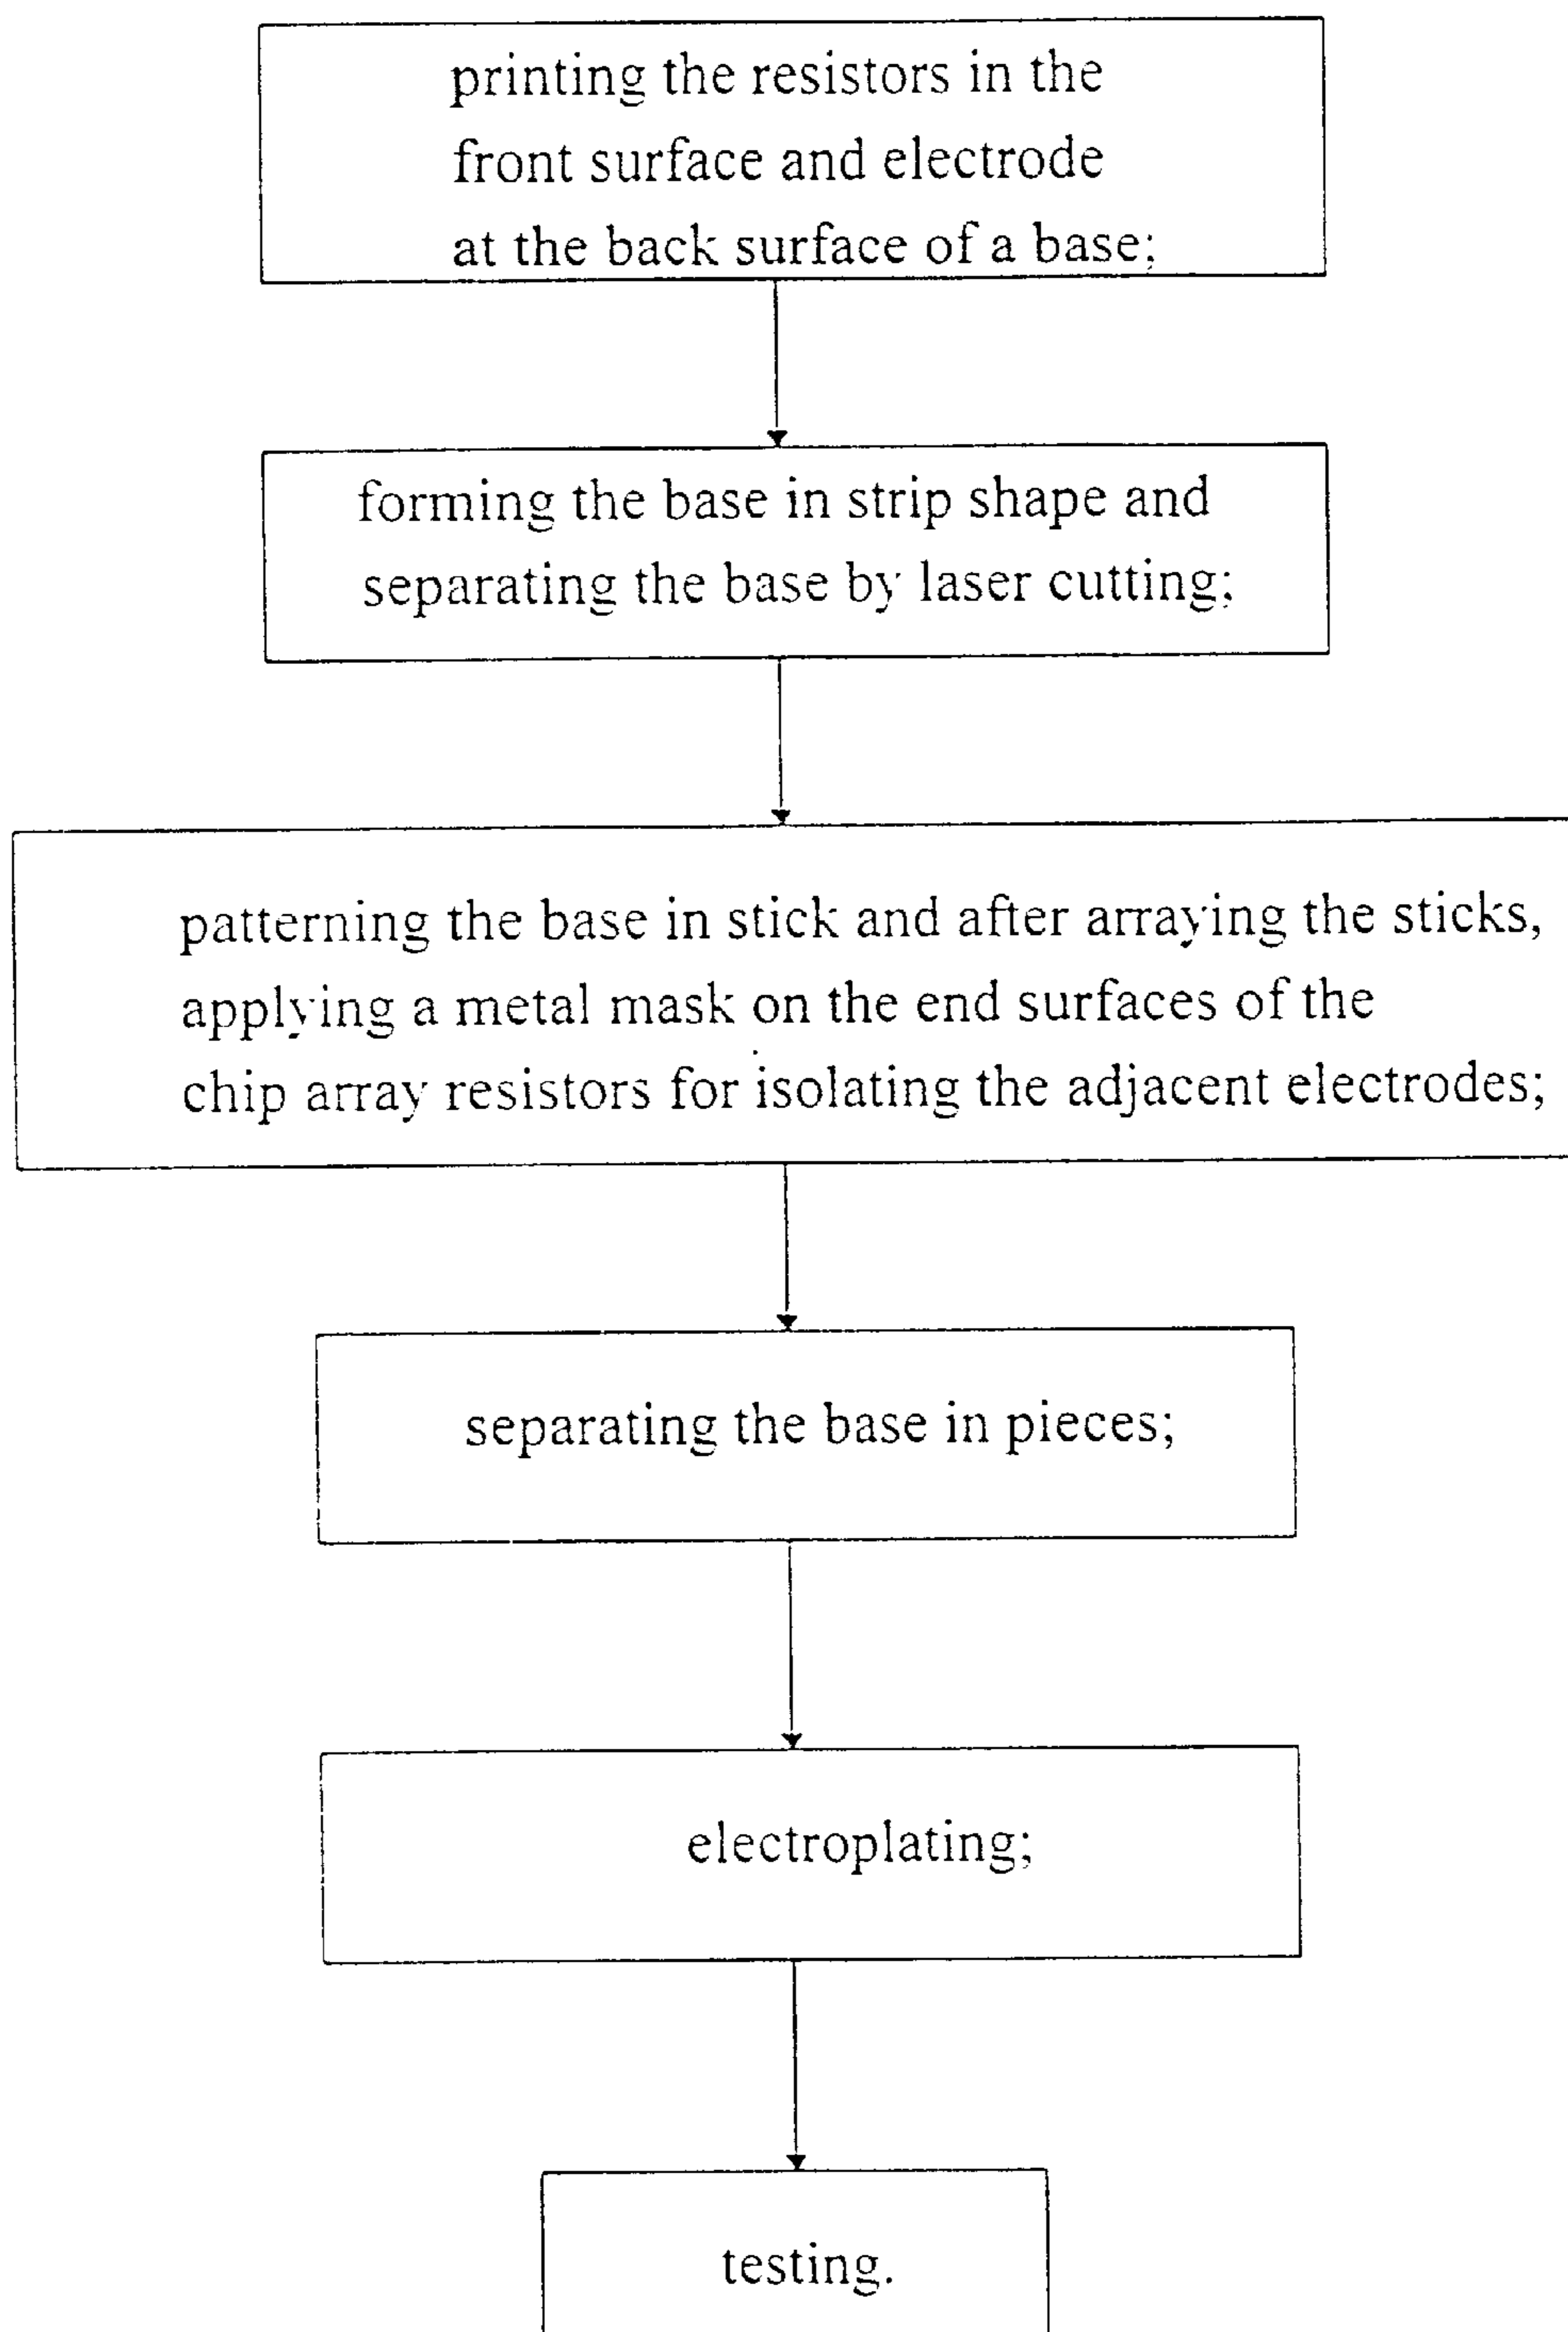 printing the resistors in the
front surface and electrode
at the back surface of a base;
forming the base in strip shape and
separating the base by laser cutting;
patterning the base in stick and after arraying the sticks,
applying a metal mask on the end surfaces of the
chip array resistors for isolating the adjacent electrodes;
separating the base in pieces;
electroplating;
testing.